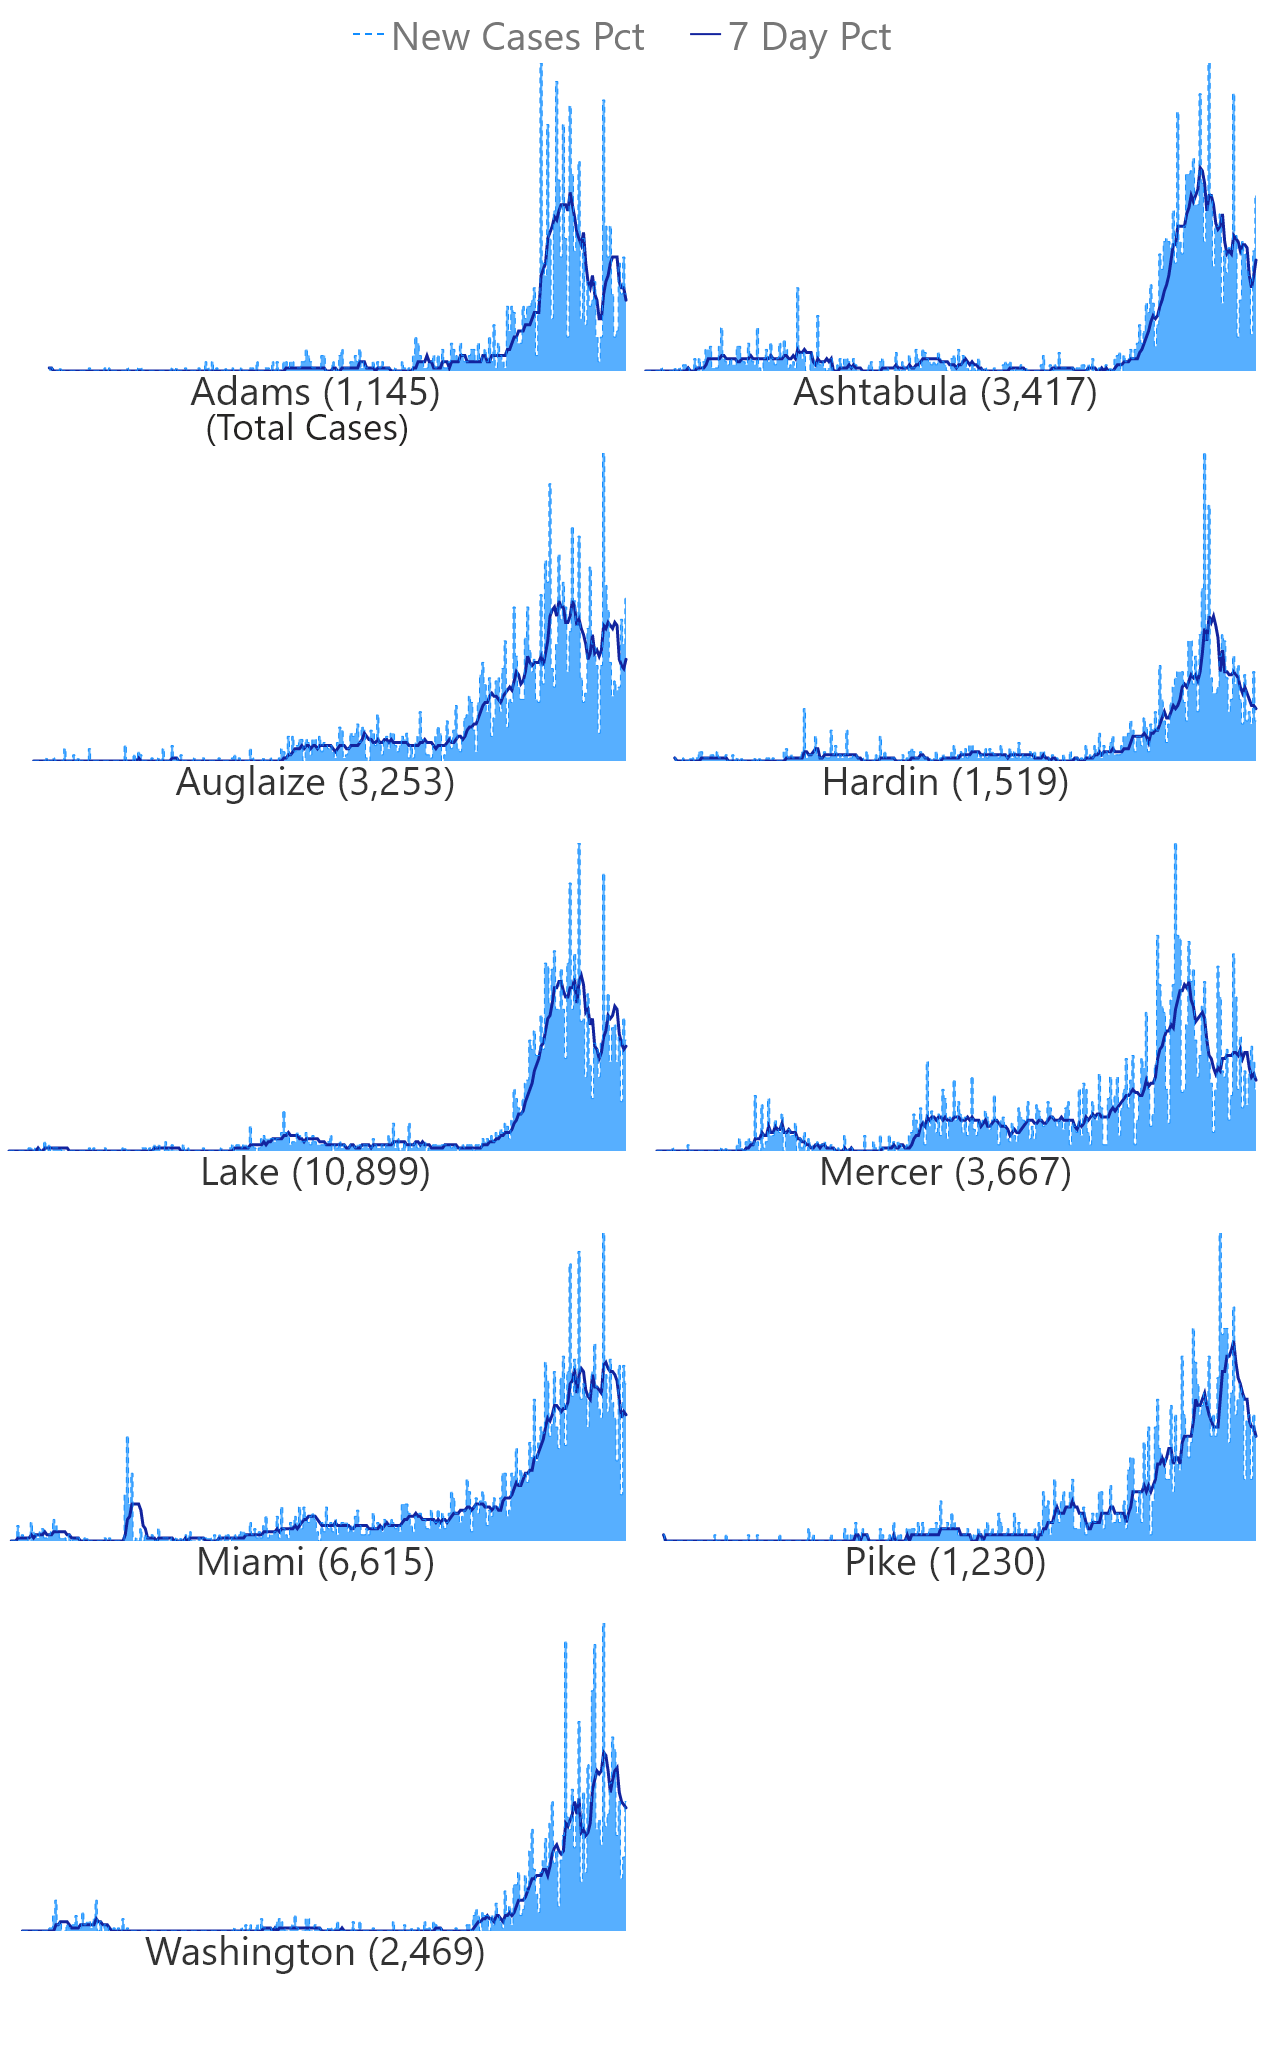 New Cases Pct 7 Day Pct
Adams (1,145) Ashtabula (3,417)
(Total Cases)
Auglaize (3,253) Hardin (1,519)
Lake (10,899) Mercer (3,667)
Miami (6,615) Pike (1,230)
Washington (2,469)